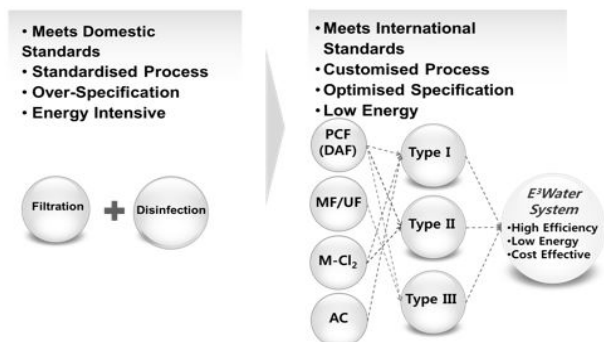 • Meets Domestic
Standards
• Standardised Process
• Over-Specification
• Energy Intensive
Filtration
+
Disinfection
• Meets International
Standards
• Customised Process
• Optimised Specification
• Low Energy
PCF
(DAF)
MF/UF
M-Cl₂
AC
Type I
Type II
Type III
E³Water
System
•High Efficiency
•Low Energy
•Cost Effective